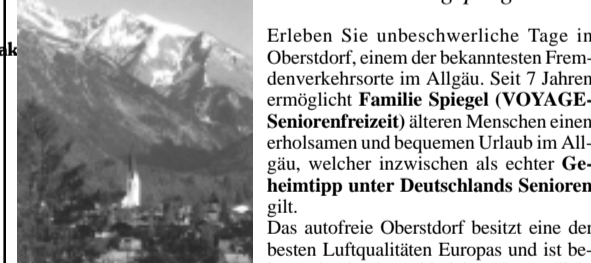 Erleben Sie unbeschwerliche Tage in
Oberstdorf, einem der bekanntesten Frem-
denverkehrsorte im Allgäu. Seit 7 Jahren
ermöglicht Familie Spiegel (VOYAGE-
Seniorenfreizeit) älteren Menschen einen
erholsamen und bequemen Urlaub im All-
gäu, welcher inzwischen als echter Ge-
heimtipp unter Deutschlands Senioren
gilt.
Das autofreie Oberstdorf besitzt eine der
besten Luftqualitäten Europas und ist be-